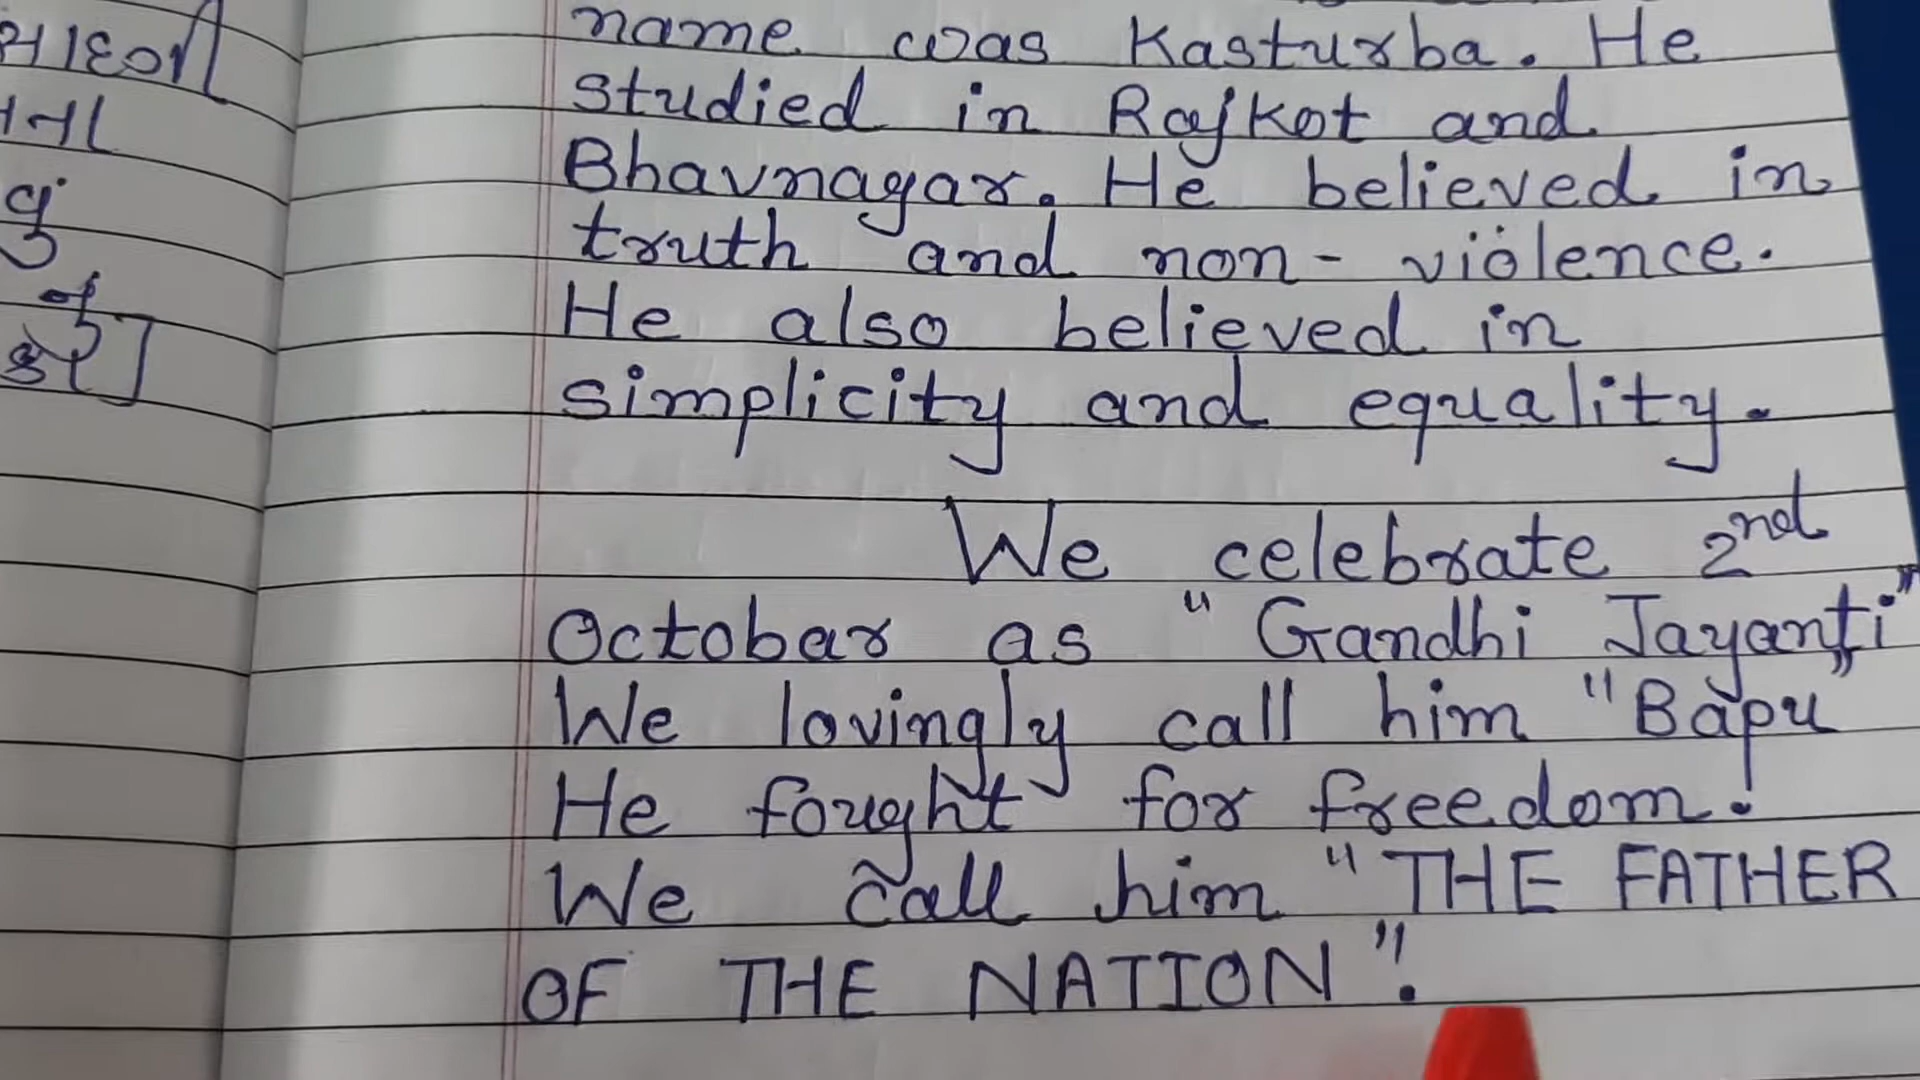 name was Kasturba. He
studied in Rajkot and
Bhavnagar. He believed in
truth and non- violence.
He also believed in
simplicity and equality.
We celebrate 2nd
Octobar as "Gandhi Jayanti"
We lovingly call him "Bapu"
He fought for freedom.
We call him "THE FATHER
OF THE NATION".